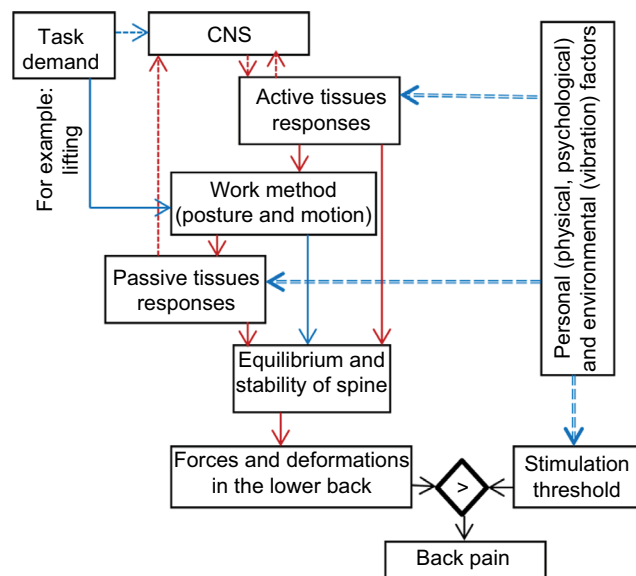 Task
demand
CNS
For example:
lifting
Active tissues
responses
Work method
(posture and motion)
Passive tissues
responses
Personal (physical, psychological)
and environmental (vibration) factors
Equilibrium and
stability of spine
Forces and deformations
in the lower back
>
Stimulation
threshold
Back pain